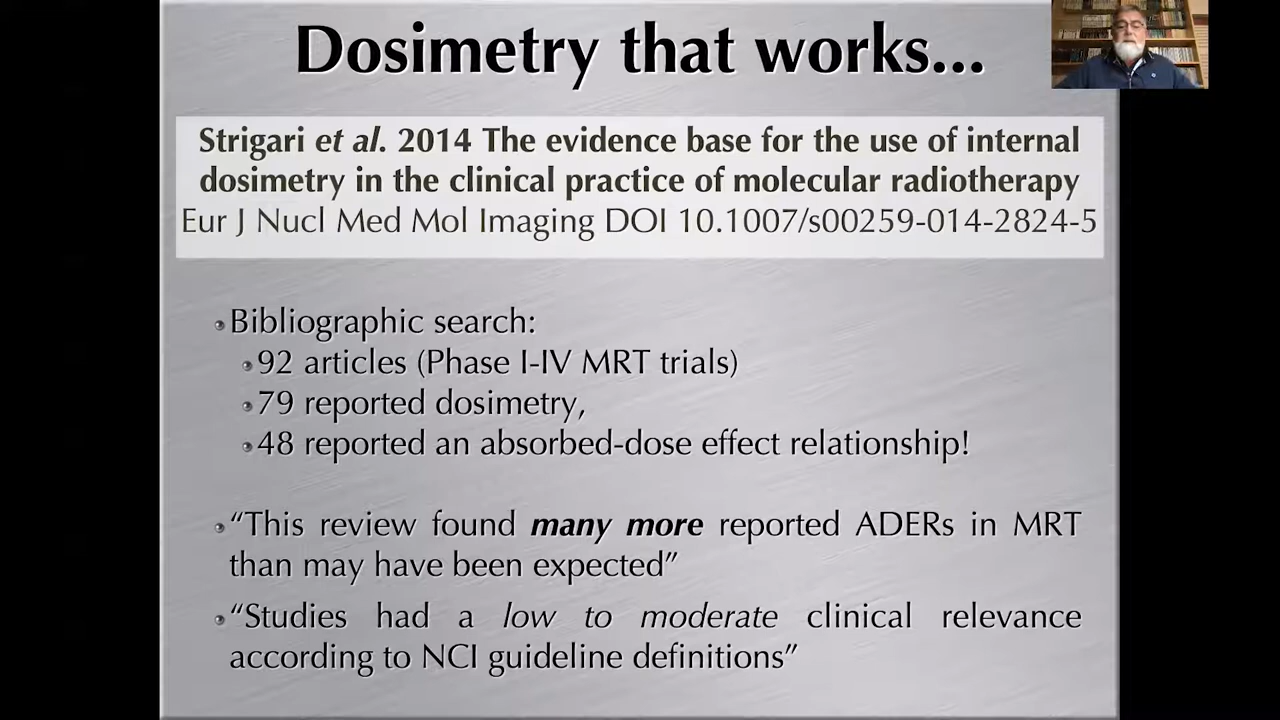 Dosimetry that works...
Strigari et al. 2014 The evidence base for the use of internal
dosimetry in the clinical practice of molecular radiotherapy
Eur J Nucl Med Mol Imaging DOI 10.1007/s00259-014-2824-5
Bibliographic search:
92 articles (Phase I-IV MRT trials)
79 reported dosimetry,
48 reported an absorbed-dose effect relationship!
“This review found many more reported ADERs in MRT
than may have been expected”
“Studies had a low to moderate clinical relevance
according to NCI guideline definitions”